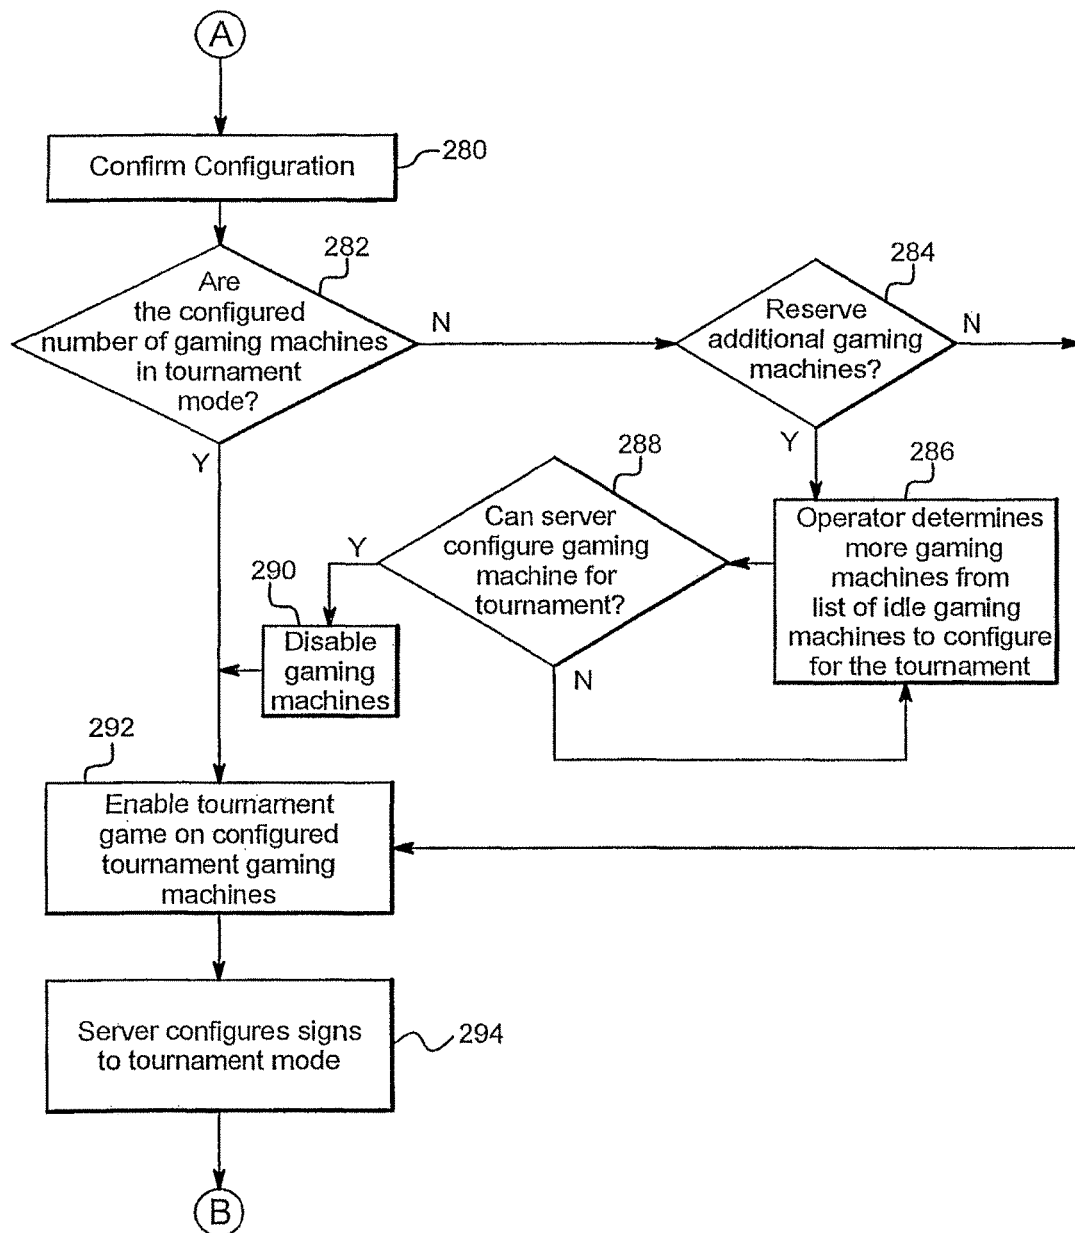 A
Confirm Configuration
280
282
Are
the configured
number of gaming machines
in tournament
mode?
N
Y
284
Reserve
additional gaming
machines?
N
Y
286
Operator determines
more gaming
machines from
list of idle gaming
machines to configure
for the tournament
288
Can server
configure gaming
machine for
tournament?
Y
N
290
Disable
gaming
machines
292
Enable tournament
game on configured
tournament gaming
machines
Server configures signs
to tournament mode
294
B